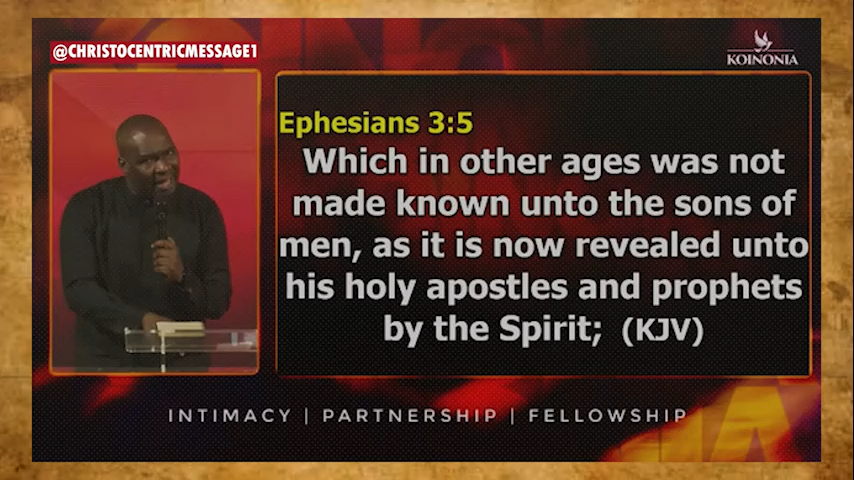 @CHRISTOCENTRICMESSAGE1
KOINONIA
Ephesians 3:5
Which in other ages was not
made known unto the sons of
men, as it is now revealed unto
his holy apostles and prophets
by the Spirit; (KJV)
INTIMACY | PARTNERSHIP | FELLOWSHIP